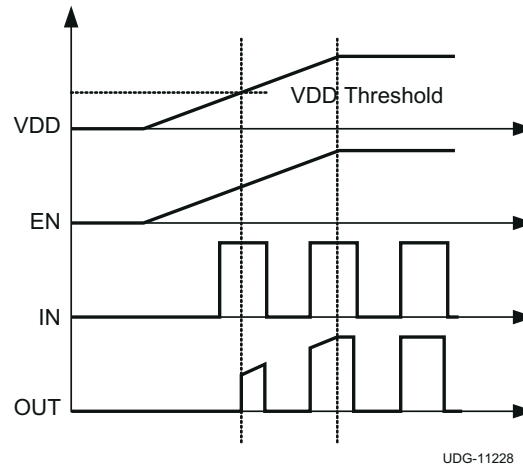 VDD Threshold
VDD
EN
IN
OUT
UDG-11228